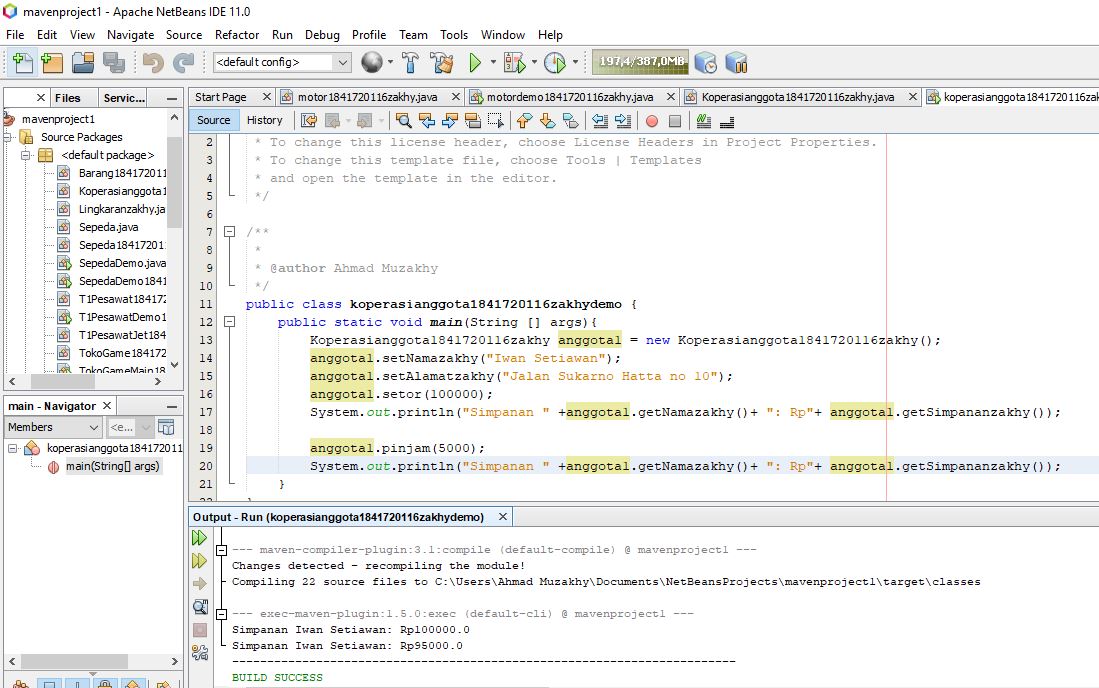 mavenproject1 - Apache NetBeans IDE 11.0
File Edit View Navigate Source Refactor Run Debug Profile Team Tools Window Help
<default config>
197,4/387,0MB
Files Servic...
Start Page motor1841720116zakhy.java motordemo1841720116zakhy.java Koperasianggota1841720116zakhy.java koperasianggota1841720116zak
Source History
mavenproject1
Source Packages
<default package>
Barang18417201
Koperasianggota1
Lingkaranzakhy.ja
Sepeda.java
Sepeda1841720
SepedaDemo.java
SepedaDemo184
T1Pesawat18417
T1PesawatDemo1
T1PesawatJet184
TokoGame184172
TokoGameMain18
main - Navigator
Members <e...
koperasianggota1841720
main(String[] args)
2 * To change this license header, choose License Headers in Project Properties.
3 * To change this template file, choose Tools | Templates
4 * and open the template in the editor.
5 */
6
7 /**
8 *
9 * @author Ahmad Muzakhy
10 */
11 public class koperasianggota1841720116zakhydemo {
12 public static void main(String [] args){
13 Koperasianggota1841720116zakhy anggota1 = new Koperasianggota1841720116zakhy();
14 anggota1.setNamazakhy("Iwan Setiawan");
15 anggota1.setAlamatzakhy("Jalan Sukarno Hatta no 10");
16 anggota1.setor(100000);
17 System.out.println("Simpanan " +anggota1.getNamazakhy()+ ": Rp"+ anggota1.getSimpananzakhy());
18
19 anggota1.pinjam(5000);
20 System.out.println("Simpanan " +anggota1.getNamazakhy()+ ": Rp"+ anggota1.getSimpananzakhy());
21 }
Output - Run (koperasianggota1841720116zakhydemo)
--- maven-compiler-plugin:3.1:compile (default-compile) @ mavenproject1 ---
Changes detected - recompiling the module!
Compiling 22 source files to C:\Users\Ahmad Muzakhy\Documents\NetBeansProjects\mavenproject1\target\classes
--- exec-maven-plugin:1.5.0:exec (default-cli) @ mavenproject1 ---
Simpanan Iwan Setiawan: Rp100000.0
Simpanan Iwan Setiawan: Rp95000.0
------------------------------------------------------------------------
BUILD SUCCESS